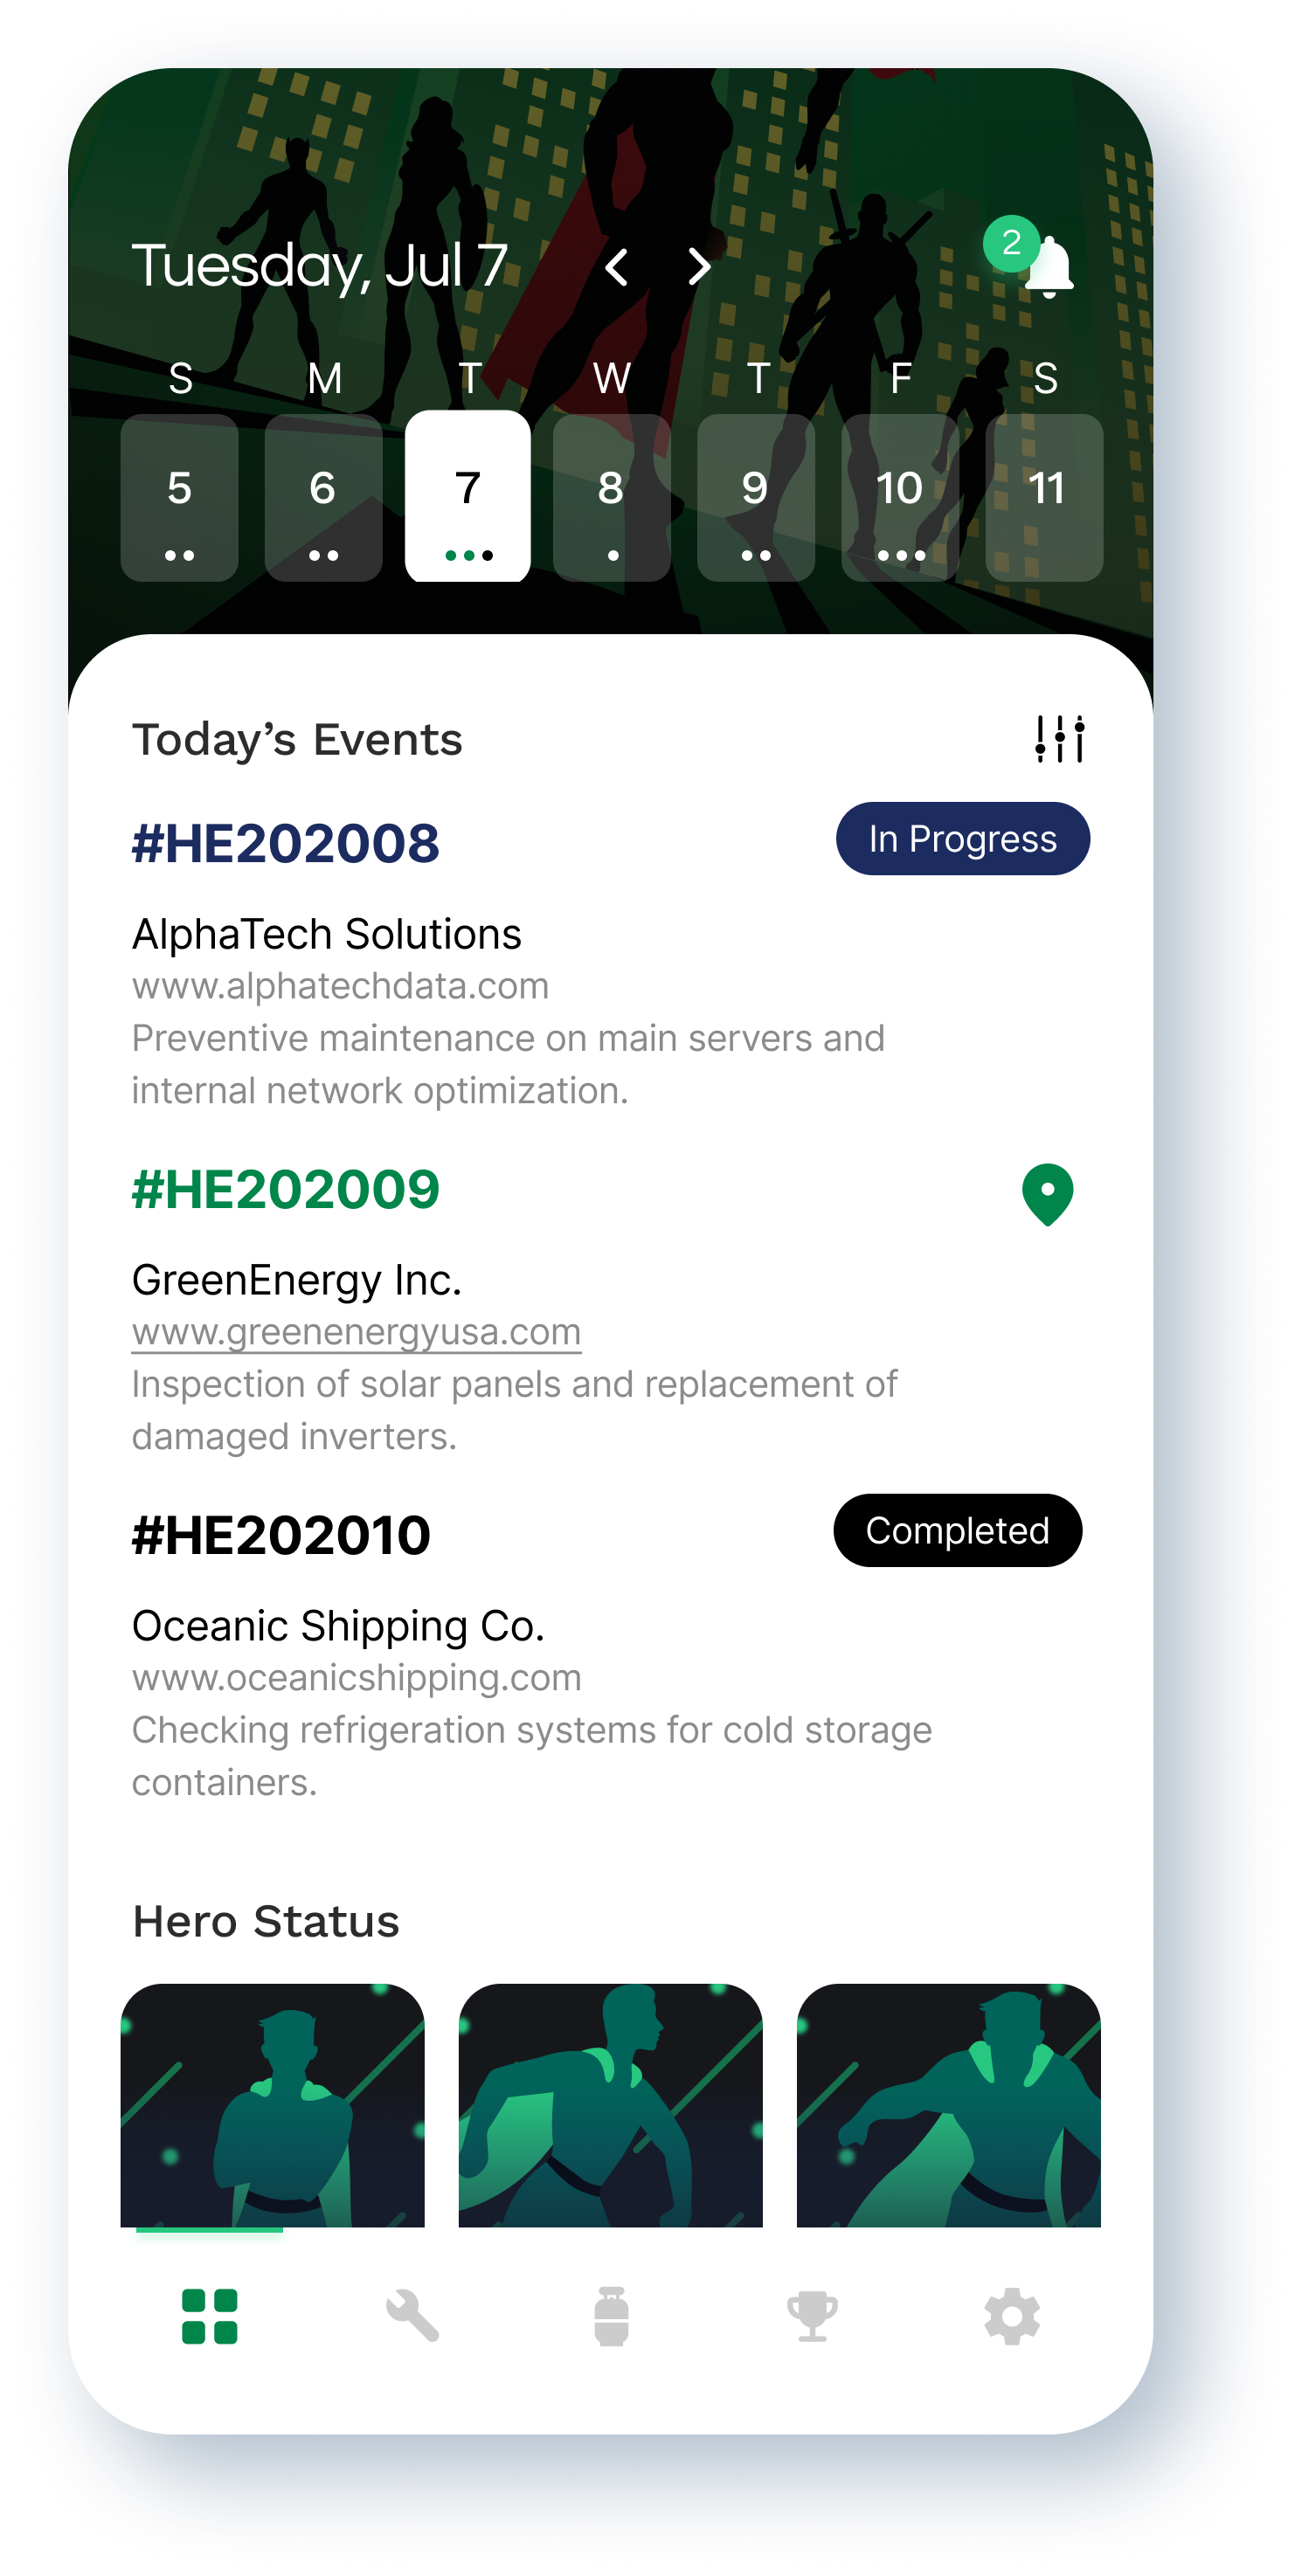 Tuesday, Jul 7
2
S M T W T F S
5 6 7 8 9 10 11
Today’s Events
#HE202008
In Progress
AlphaTech Solutions
www.alphatechdata.com
Preventive maintenance on main servers and
internal network optimization.
#HE202009
GreenEnergy Inc.
www.greenenergyusa.com
Inspection of solar panels and replacement of
damaged inverters.
#HE202010
Completed
Oceanic Shipping Co.
www.oceanicshipping.com
Checking refrigeration systems for cold storage
containers.
Hero Status